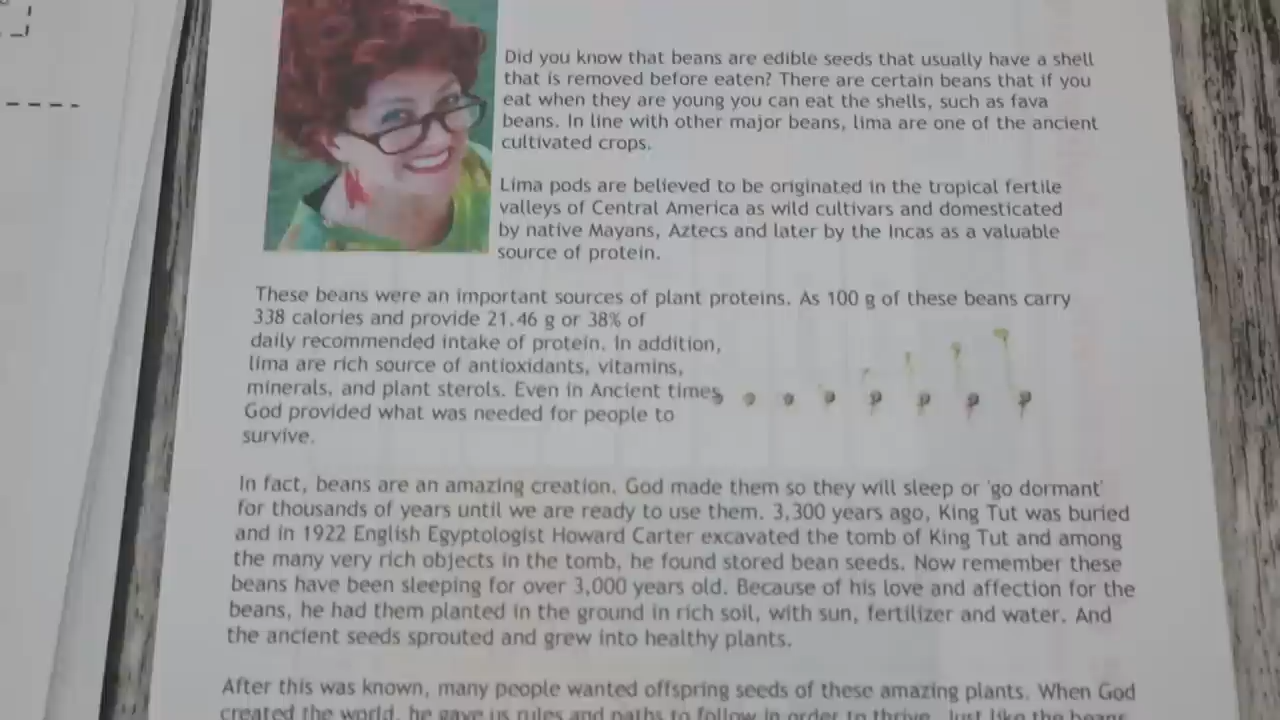 Did you know that beans are edible seeds that usually have a shell
that is removed before eaten? There are certain beans that if you
eat when they are young you can eat the shells, such as fava
beans. In line with other major beans, lima are one of the ancient
cultivated crops.
Lima pods are believed to be originated in the tropical fertile
valleys of Central America as wild cultivars and domesticated
by native Mayans, Aztecs and later by the Incas as a valuable
source of protein.
These beans were an important sources of plant proteins. As 100 g of these beans carry
338 calories and provide 21.46 g or 38% of
daily recommended intake of protein. In addition,
lima are rich source of antioxidants, vitamins,
minerals, and plant sterols. Even in Ancient times,
God provided what was needed for people to
survive.
In fact, beans are an amazing creation. God made them so they will sleep or 'go dormant'
for thousands of years until we are ready to use them. 3,300 years ago, King Tut was buried
and in 1922 English Egyptologist Howard Carter excavated the tomb of King Tut and among
the many very rich objects in the tomb, he found stored bean seeds. Now remember these
beans have been sleeping for over 3,000 years old. Because of his love and affection for the
beans, he had them planted in the ground in rich soil, with sun, fertilizer and water. And
the ancient seeds sprouted and grew into healthy plants.
After this was known, many people wanted offspring seeds of these amazing plants. When God
created the world, he gave us rules and paths to follow in order to thrive. Just like the beans